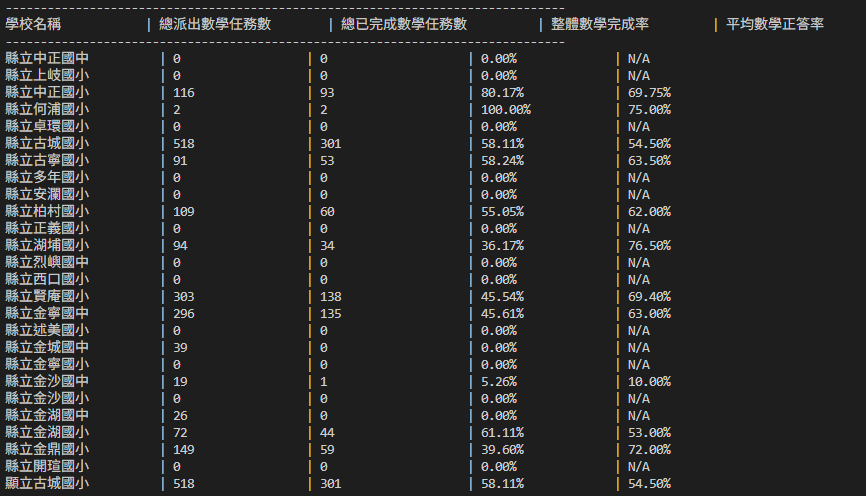 學校名稱 | 總派出數學任務數 | 總已完成數學任務數 | 整體數學完成率 | 平均數學正答率
縣立中正國中 | 0 | 0 | 0.00% | N/A
縣立上岐國小 | 0 | 0 | 0.00% | N/A
縣立中正國小 | 116 | 93 | 80.17% | 69.75%
縣立何浦國小 | 2 | 2 | 100.00% | 75.00%
縣立卓環國小 | 0 | 0 | 0.00% | N/A
縣立古城國小 | 518 | 301 | 58.11% | 54.50%
縣立古寧國小 | 91 | 53 | 58.24% | 63.50%
縣立多年國小 | 0 | 0 | 0.00% | N/A
縣立安瀾國小 | 0 | 0 | 0.00% | N/A
縣立柏村國小 | 109 | 60 | 55.05% | 62.00%
縣立正義國小 | 0 | 0 | 0.00% | N/A
縣立湖埔國小 | 94 | 34 | 36.17% | 76.50%
縣立烈嶼國中 | 0 | 0 | 0.00% | N/A
縣立西口國小 | 0 | 0 | 0.00% | N/A
縣立賢庵國小 | 303 | 138 | 45.54% | 69.40%
縣立金寧國中 | 296 | 135 | 45.61% | 63.00%
縣立述美國小 | 0 | 0 | 0.00% | N/A
縣立金城國中 | 39 | 0 | 0.00% | N/A
縣立金寧國小 | 0 | 0 | 0.00% | N/A
縣立金沙國中 | 19 | 1 | 5.26% | 10.00%
縣立金沙國小 | 0 | 0 | 0.00% | N/A
縣立金湖國中 | 26 | 0 | 0.00% | N/A
縣立金湖國小 | 72 | 44 | 61.11% | 53.00%
縣立金鼎國小 | 149 | 59 | 39.60% | 72.00%
縣立開瑄國小 | 0 | 0 | 0.00% | N/A
顯立古城國小 | 518 | 301 | 58.11% | 54.50%